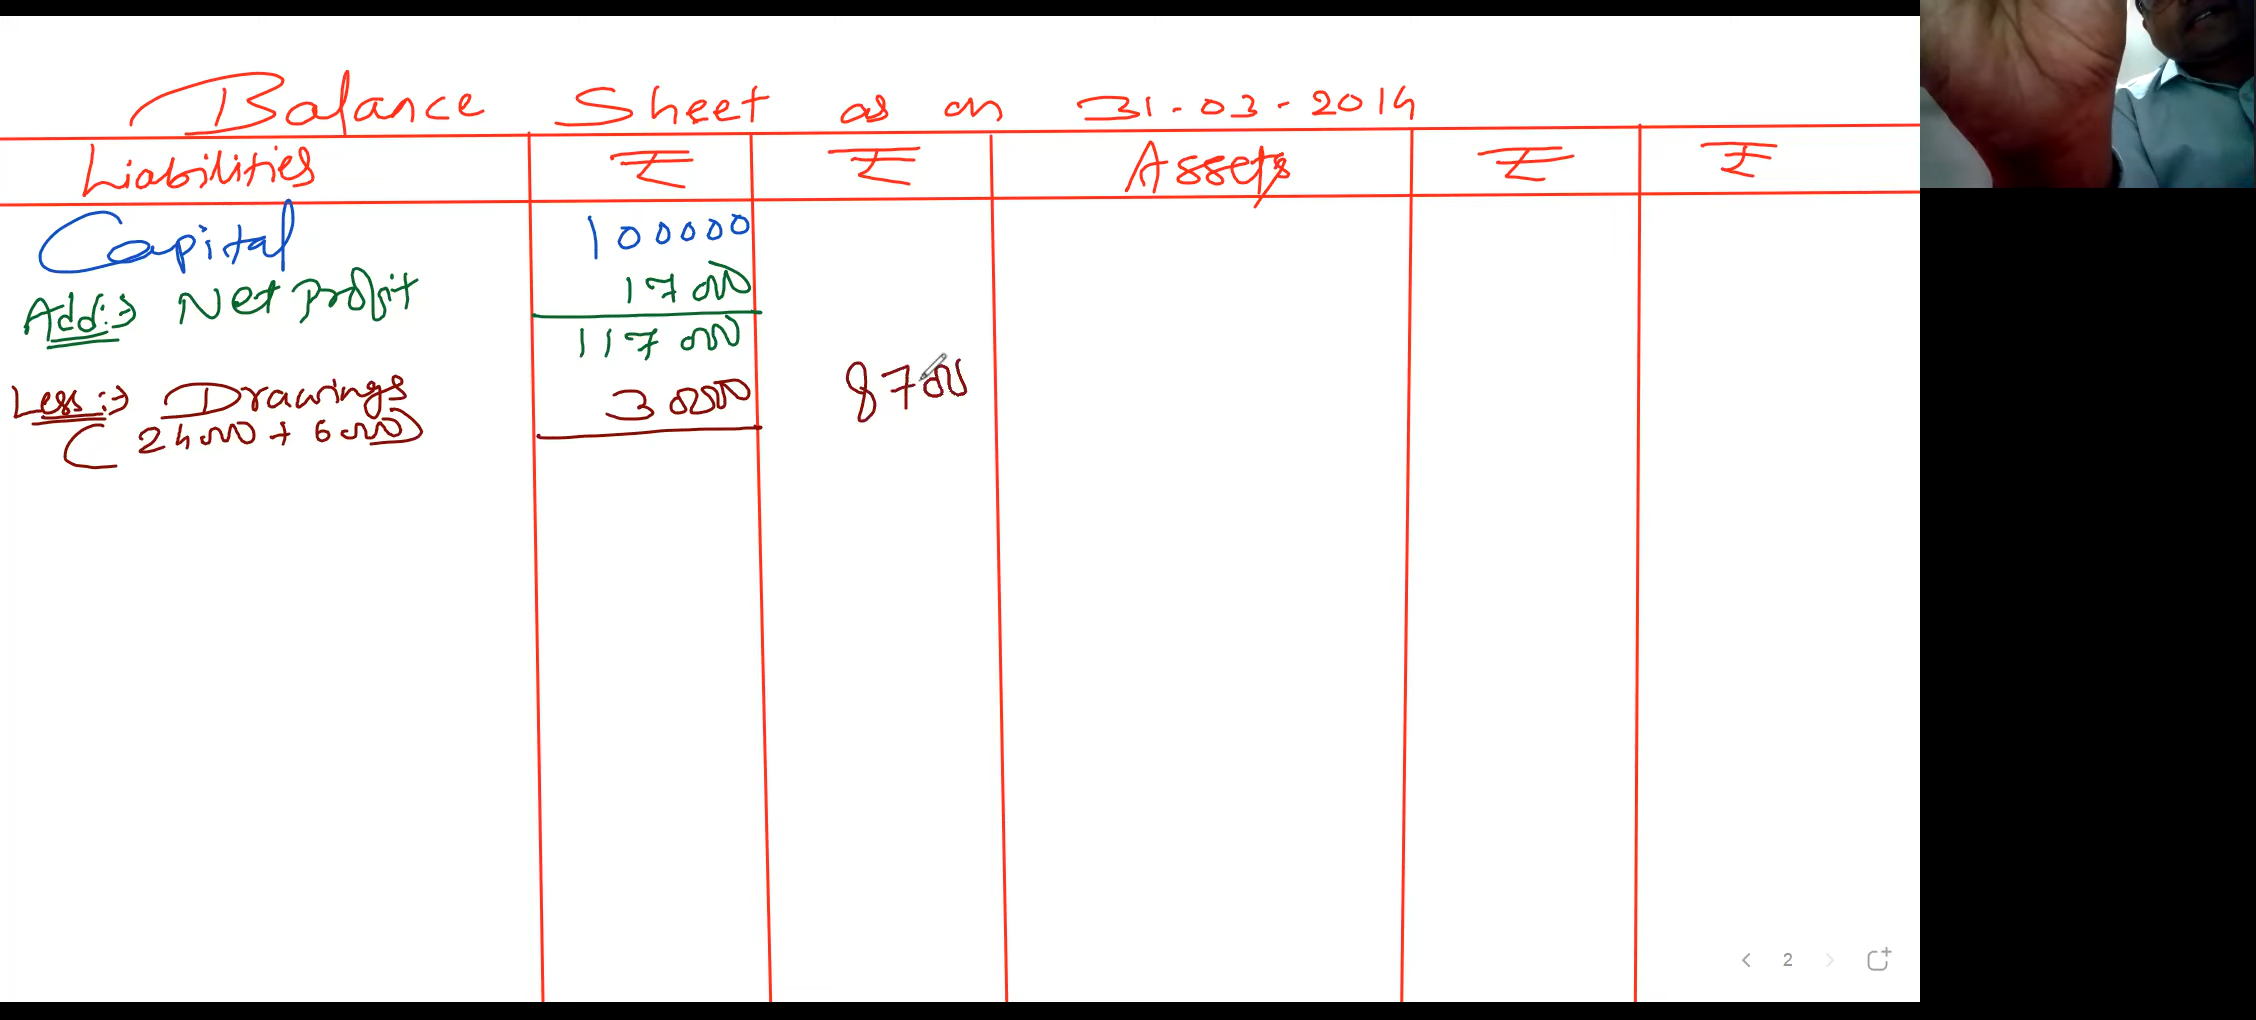 Balance Sheet as on 31-03-2014
Liabilities ₹ ₹ Assets ₹ ₹
Capital 100000
Add:→ Net Profit 17000
117000
Less:→ Drawings 30000 87000
(24000 + 6000)
2